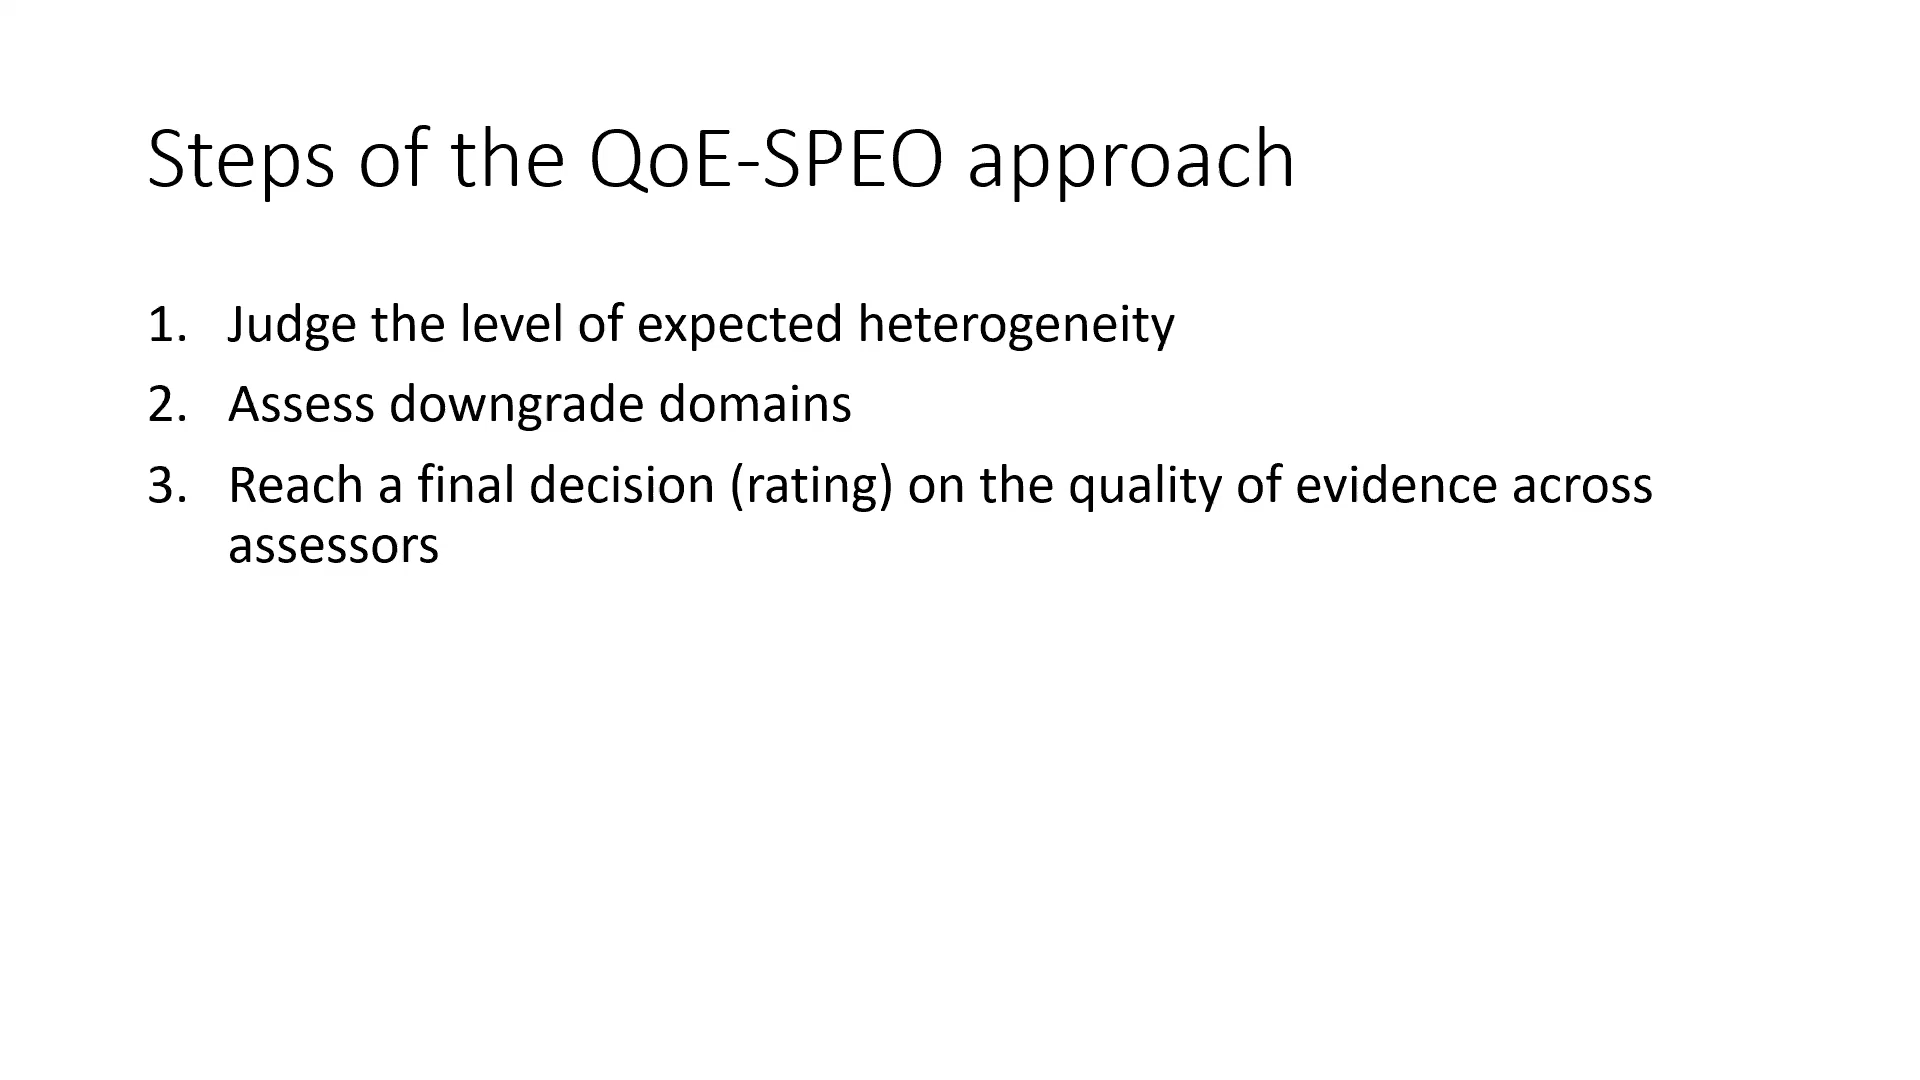 Steps of the QoE-SPEO approach
1. Judge the level of expected heterogeneity
2. Assess downgrade domains
3. Reach a final decision (rating) on the quality of evidence across
assessors